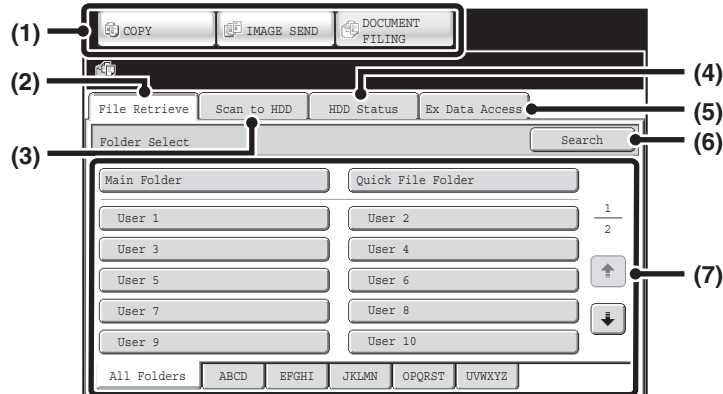 (1)
COPY
IMAGE SEND
DOCUMENT
FILING
(2)
(4)
File Retrieve
Scan to HDD
HDD Status
Ex Data Access
(5)
(3)
Folder Select
Search
(6)
Main Folder
Quick File Folder
User 1
User 2
1
2
User 3
User 4
User 5
User 6
(7)
User 7
User 8
User 9
User 10
All Folders
ABCD
EFGHI
JKLMN
OPQRST
UVWXYZ